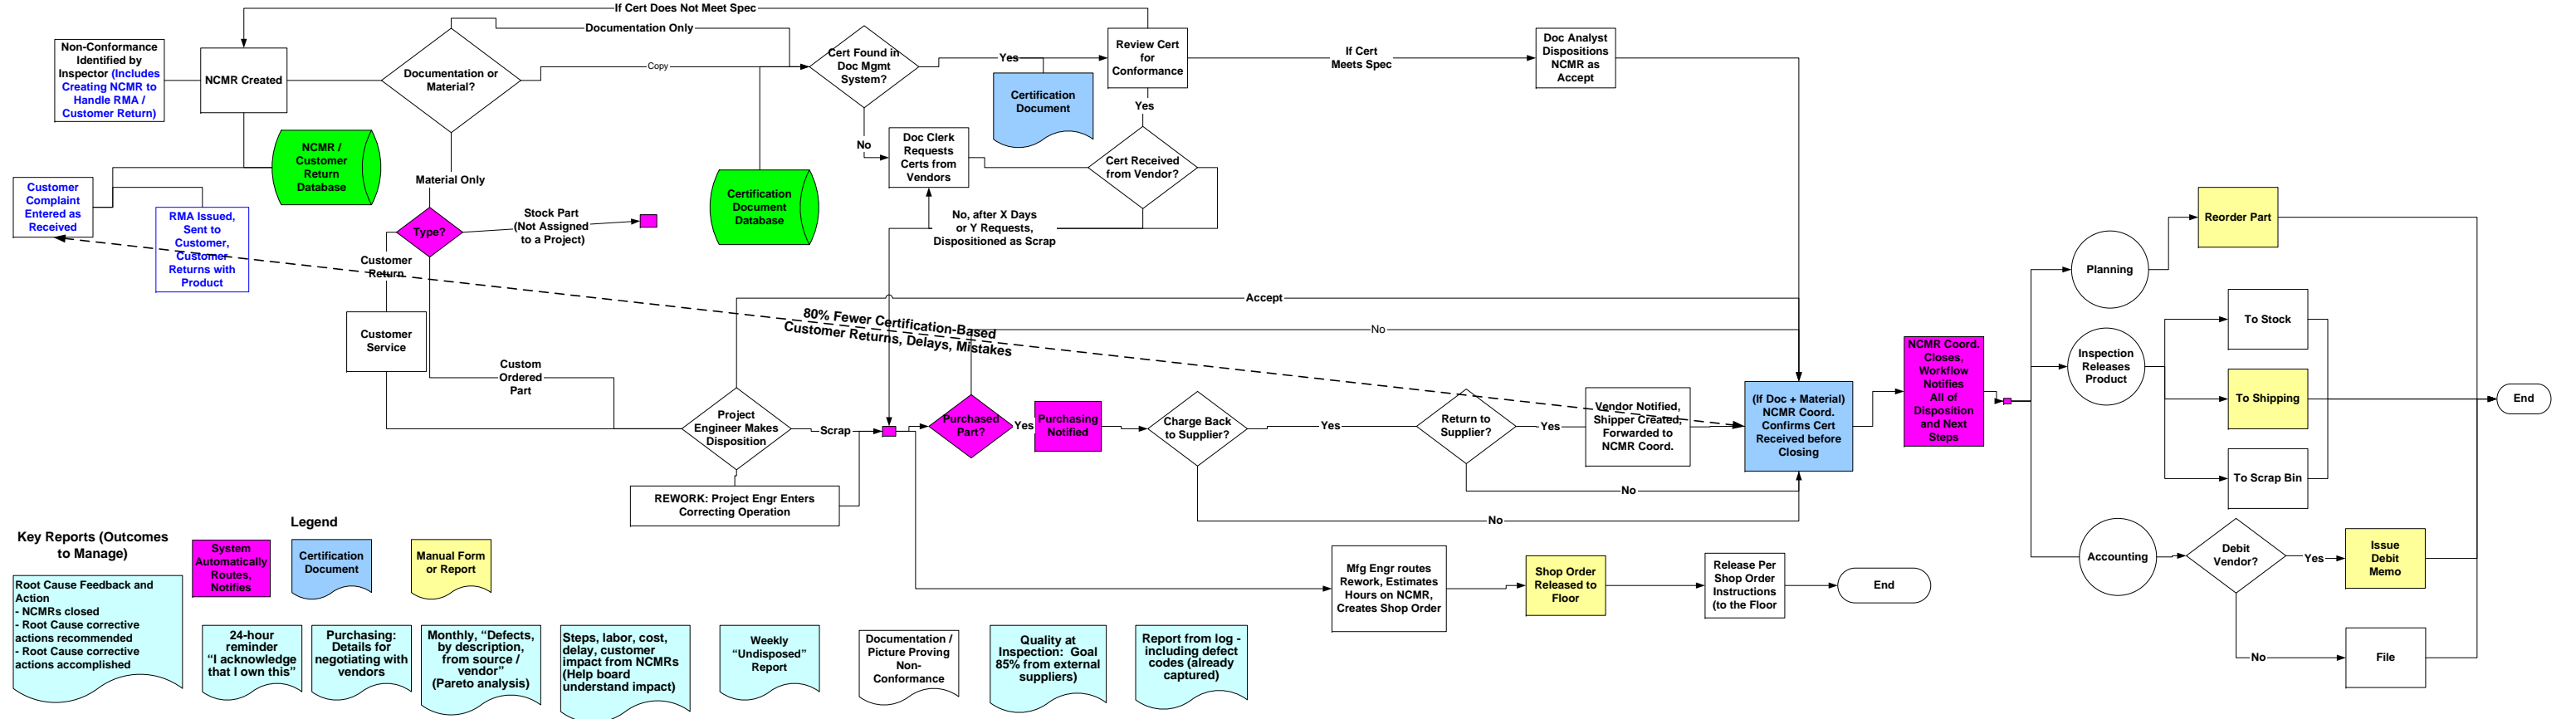 If Cert Does Not Meet Spec
Documentation Only
Non-Conformance
Identified by
Inspector (Includes
Creating NCMR to
Handle RMA /
Customer Return)
NCMR Created
Documentation or
Material?
Copy
Cert Found in
Doc Mgmt
System?
Yes
Review Cert
for
Conformance
If Cert
Meets Spec
Doc Analyst
Dispositions
NCMR as
Accept
Certification
Document
Yes
No
Doc Clerk
Requests
Certs from
Vendors
Cert Received
from Vendor?
NCMR /
Customer
Return
Database
Material Only
Customer
Complaint
Entered as
Received
RMA Issued,
Sent to
Customer,
Customer
Returns with
Product
Type?
Stock Part
(Not Assigned
to a Project)
Certification
Document
Database
No, after X Days
or Y Requests,
Dispositioned as Scrap
Customer
Return
Customer
Service
Custom
Ordered
Part
Accept
80% Fewer Certification-Based
Customer Returns, Delays, Mistakes
No
Project
Engineer Makes
Disposition
Scrap
Purchased
Part?
Yes
Purchasing
Notified
Charge Back
to Supplier?
Yes
Return to
Supplier?
Yes
Vendor Notified,
Shipper Created,
Forwarded to
NCMR Coord.
(If Doc + Material)
NCMR Coord.
Confirms Cert
Received before
Closing
NCMR Coord.
Closes,
Workflow
Notifies
All of
Disposition
and Next
Steps
No
No
REWORK: Project Engr Enters
Correcting Operation
Planning
Reorder Part
Inspection
Releases
Product
To Stock
To Shipping
To Scrap Bin
End
Accounting
Debit
Vendor?
Yes
Issue
Debit
Memo
No
File
Mfg Engr routes
Rework, Estimates
Hours on NCMR,
Creates Shop Order
Shop Order
Released to
Floor
Release Per
Shop Order
Instructions
(to the Floor
End
Legend
Key Reports (Outcomes
to Manage)
System
Automatically
Routes,
Notifies
Certification
Document
Manual Form
or Report
Root Cause Feedback and
Action
- NCMRs closed
- Root Cause corrective
actions recommended
- Root Cause corrective
actions accomplished
24-hour
reminder
“I acknowledge
that I own this”
Purchasing:
Details for
negotiating with
vendors
Monthly, “Defects,
by description,
from source /
vendor”
(Pareto analysis)
Steps, labor, cost,
delay, customer
impact from NCMRs
(Help board
understand impact)
Weekly
“Undisposed”
Report
Documentation /
Picture Proving
Non-
Conformance
Quality at
Inspection:  Goal
85% from external
suppliers)
Report from log -
including defect
codes (already
captured)